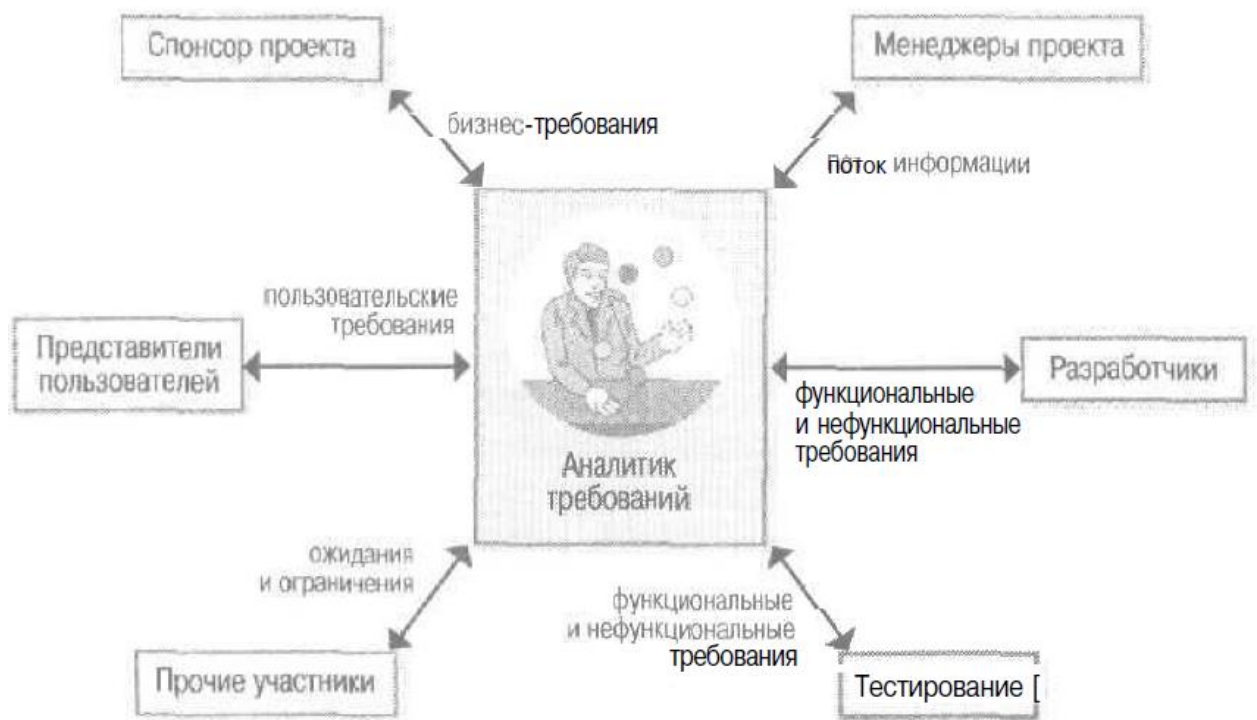 Спонсор проекта
Менеджеры проекта
бизнес-требования
поток информации
пользовательские
требования
Представители
пользователей
Разработчики
функциональные
и нефункциональные
требования
Аналитик
требований
ожидания
и ограничения
функциональные
и нефункциональные
требования
Прочие участники
Тестирование [